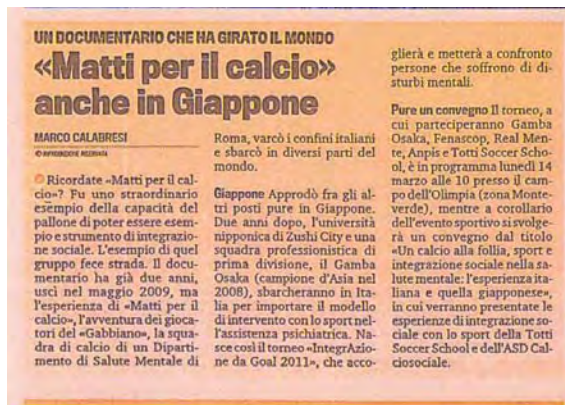 UN DOCUMENTARIO CHE HA GIRATO IL MONDO
«Matti per il calcio»
anche in Giappone
MARCO CALABRESI
© RIPRODUZIONE RISERVATA
Ricordate «Matti per il cal-
cio»? Fu uno straordinario
esempio della capacità del
pallone di poter essere esem-
pio e strumento di integrazio-
ne sociale. L'esempio di quel
gruppo fece strada. Il docu-
mentario ha già due anni,
uscì nel maggio 2009, ma
l'esperienza di «Matti per il
calcio», l'avventura dei gioca-
tori del «Gabbiano», la squa-
dra di calcio di un Diparti-
mento di Salute Mentale di
Roma, varcò i confini italiani
e sbarcò in diversi parti del
mondo.
Giappone Approdò fra gli al-
tri posti pure in Giappone.
Due anni dopo, l'università
nipponica di Zushi City e una
squadra professionistica di
prima divisione, il Gamba
Osaka (campione d'Asia nel
2008), sbarcheranno in Ita-
lia per importare il modello
di intervento con lo sport nel-
l'assistenza psichiatrica. Na-
sce così il torneo «IntegrAzio-
ne da Goal 2011», che acco-
glierà e metterà a confronto
persone che soffrono di di-
sturbi mentali.
Pure un convegno Il torneo, a
cui parteciperanno Gamba
Osaka, Fenascop, Real Men-
te, Anpis e Totti Soccer Scho-
ol, è in programma lunedì 14
marzo alle 10 presso il cam-
po dell'Olimpia (zona Monte-
verde), mentre a corollario
dell'evento sportivo si svolge-
rà un convegno dal titolo
«Un calcio alla follia, sport e
integrazione sociale nella sa-
lute mentale: l'esperienza ita-
liana e quella giapponese»,
in cui verranno presentate le
esperienze di integrazione so-
ciale con lo sport della Totti
Soccer School e dell'ASD Cal-
ciosociale.